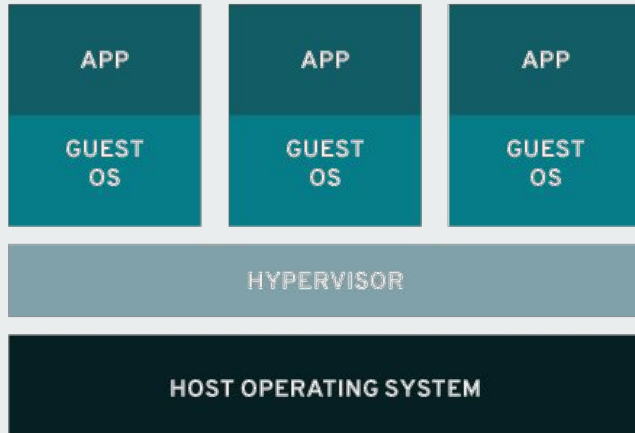 APP
APP
APP
GUEST
OS
GUEST
OS
GUEST
OS
HYPERVISOR
HOST OPERATING SYSTEM